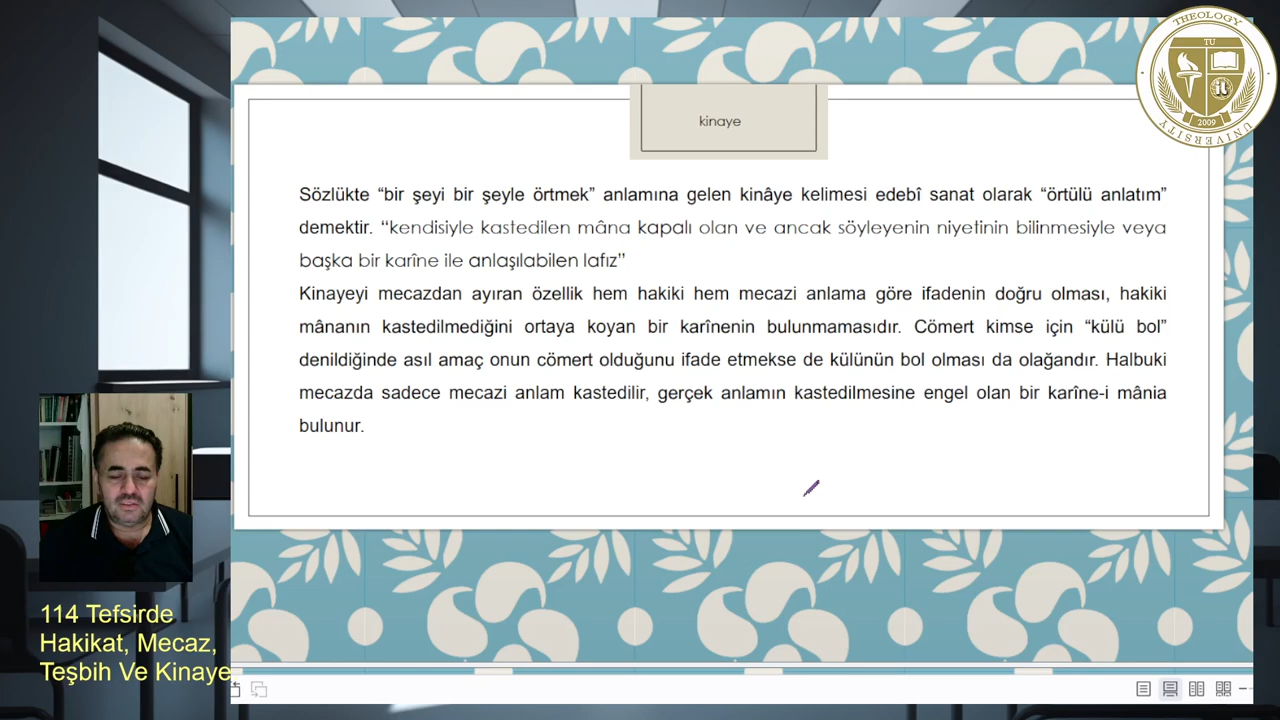 THEOLOGY
TU
2009
UNIVERSITY
kinaye
Sözlükte “bir şeyi bir şeyle örtmek” anlamına gelen kinâye kelimesi edebî sanat olarak “örtülü anlatım”
demektir. “kendisiyle kastedilen mâna kapalı olan ve ancak söyleyenin niyetinin bilinmesiyle veya
başka bir karîne ile anlaşılabilen lafız”
Kinayeyi mecazdan ayıran özellik hem hakiki hem mecazi anlama göre ifadenin doğru olması, hakiki
mânanın kastedilmediğini ortaya koyan bir karînenin bulunmamasıdır. Cömert kimse için “külü bol”
denildiğinde asıl amaç onun cömert olduğunu ifade etmekse de külünün bol olması da olağandır. Halbuki
mecazda sadece mecazi anlam kastedilir, gerçek anlamın kastedilmesine engel olan bir karîne-i mânia
bulunur.
114 Tefsirde
Hakikat, Mecaz,
Teşbih Ve Kinaye